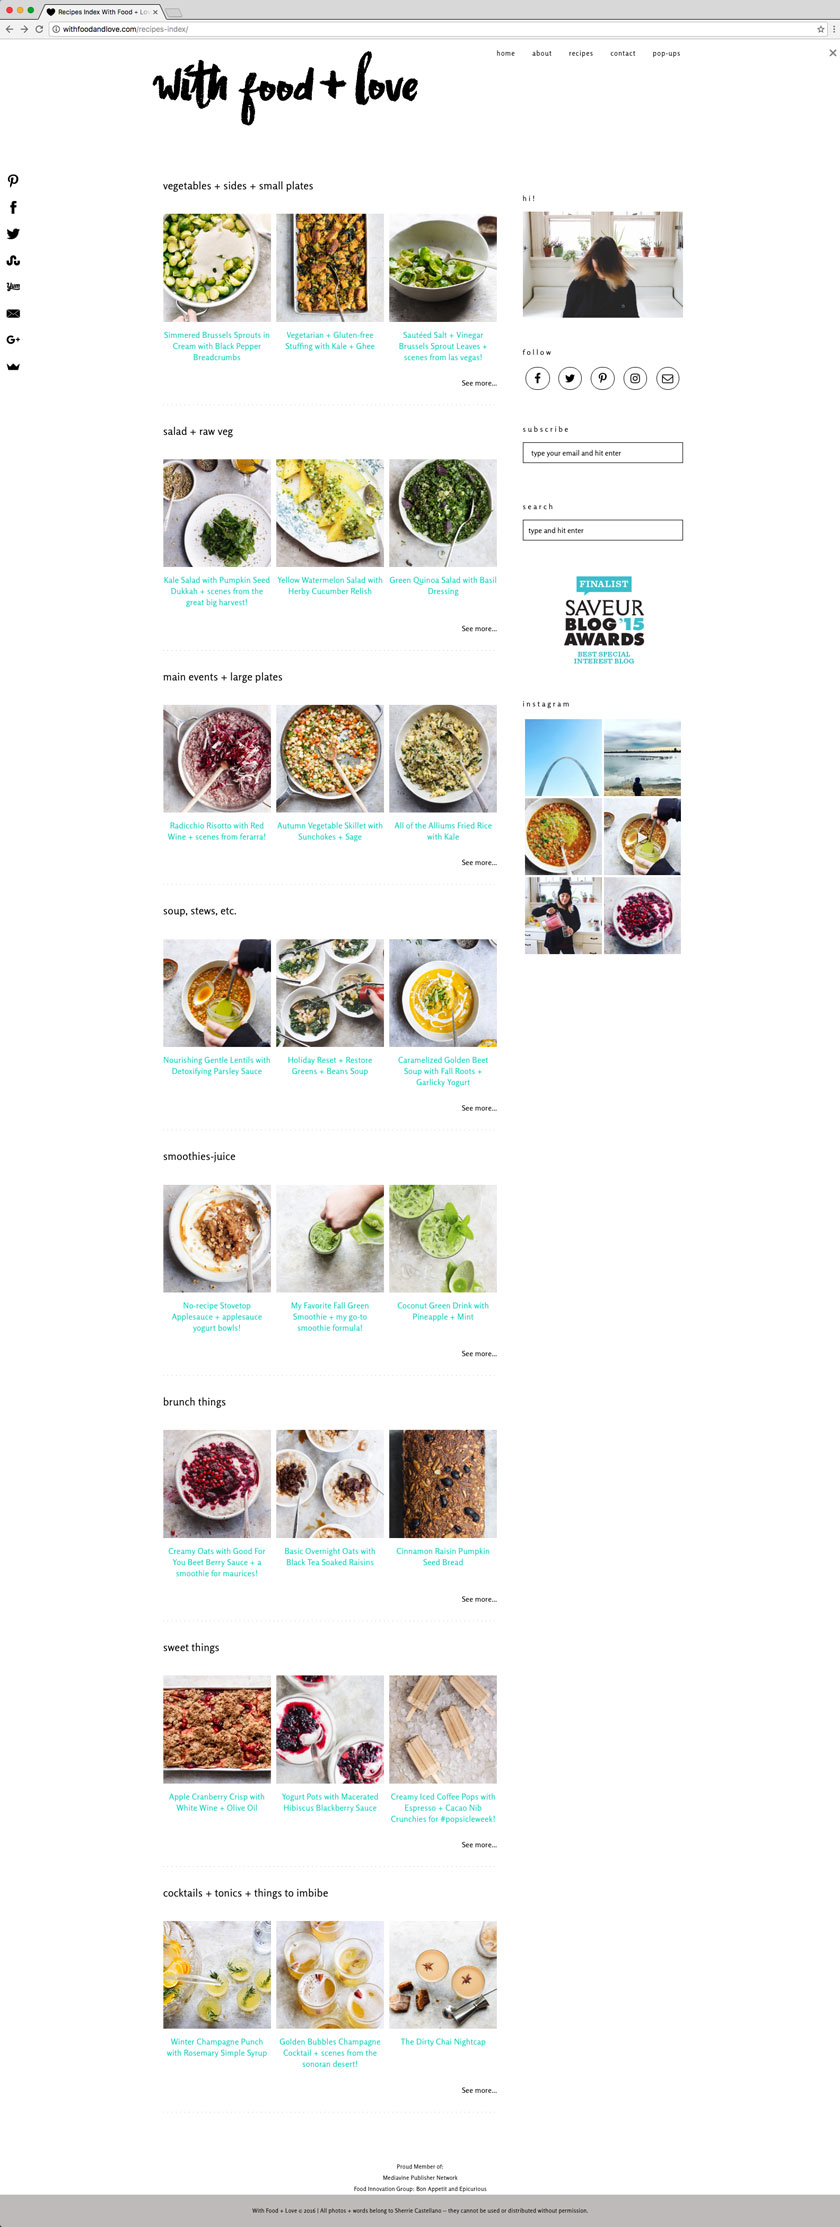 Recipes Index With Food + Lov
withfoodandlove.com/recipes-index/
home about recipes contact pop-ups
with food + love
vegetables + sides + small plates
Simmered Brussels Sprouts in
Cream with Black Pepper
Breadcrumbs
Vegetarian + Gluten-free
Stuffing with Kale + Ghee
Sautéed Salt + Vinegar
Brussels Sprout Leaves +
scenes from las vegas!
See more...
salad + raw veg
Kale Salad with Pumpkin Seed
Dukkah + scenes from the
great big harvest!
Yellow Watermelon Salad with
Herby Cucumber Relish
Green Quinoa Salad with Basil
Dressing
See more...
main events + large plates
Radicchio Risotto with Red
Wine + scenes from ferarra!
Autumn Vegetable Skillet with
Sunchokes + Sage
All of the Alliums Fried Rice
with Kale
See more...
soup, stews, etc.
Nourishing Gentle Lentils with
Detoxifying Parsley Sauce
Holiday Reset + Restore
Greens + Beans Soup
Caramelized Golden Beet
Soup with Fall Roots +
Garlicky Yogurt
See more...
smoothies-juice
No-recipe Stovetop
Applesauce + applesauce
yogurt bowls!
My Favorite Fall Green
Smoothie + my go-to
smoothie formula!
Coconut Green Drink with
Pineapple + Mint
See more...
brunch things
Creamy Oats with Good For
You Beet Berry Sauce + a
smoothie for maurices!
Basic Overnight Oats with
Black Tea Soaked Raisins
Cinnamon Raisin Pumpkin
Seed Bread
See more...
sweet things
Apple Cranberry Crisp with
White Wine + Olive Oil
Yogurt Pots with Macerated
Hibiscus Blackberry Sauce
Creamy Iced Coffee Pops with
Espresso + Cacao Nib
Crunchies for #popsicleweek!
See more...
cocktails + tonics + things to imbibe
Winter Champagne Punch
with Rosemary Simple Syrup
Golden Bubbles Champagne
Cocktail + scenes from the
sonoran desert!
The Dirty Chai Nightcap
See more...
hi!
follow
subscribe
type your email and hit enter
search
type and hit enter
FINALIST
SAVEUR
BLOG '15
AWARDS
BEST SPECIAL
INTEREST BLOG
instagram
Yum
G+
Proud Member of:
Mediavine Publisher Network
Food Innovation Group: Bon Appetit and Epicurious
With Food + Love © 2016 | All photos + words belong to Sherrie Castellano – they cannot be used or distributed without permission.